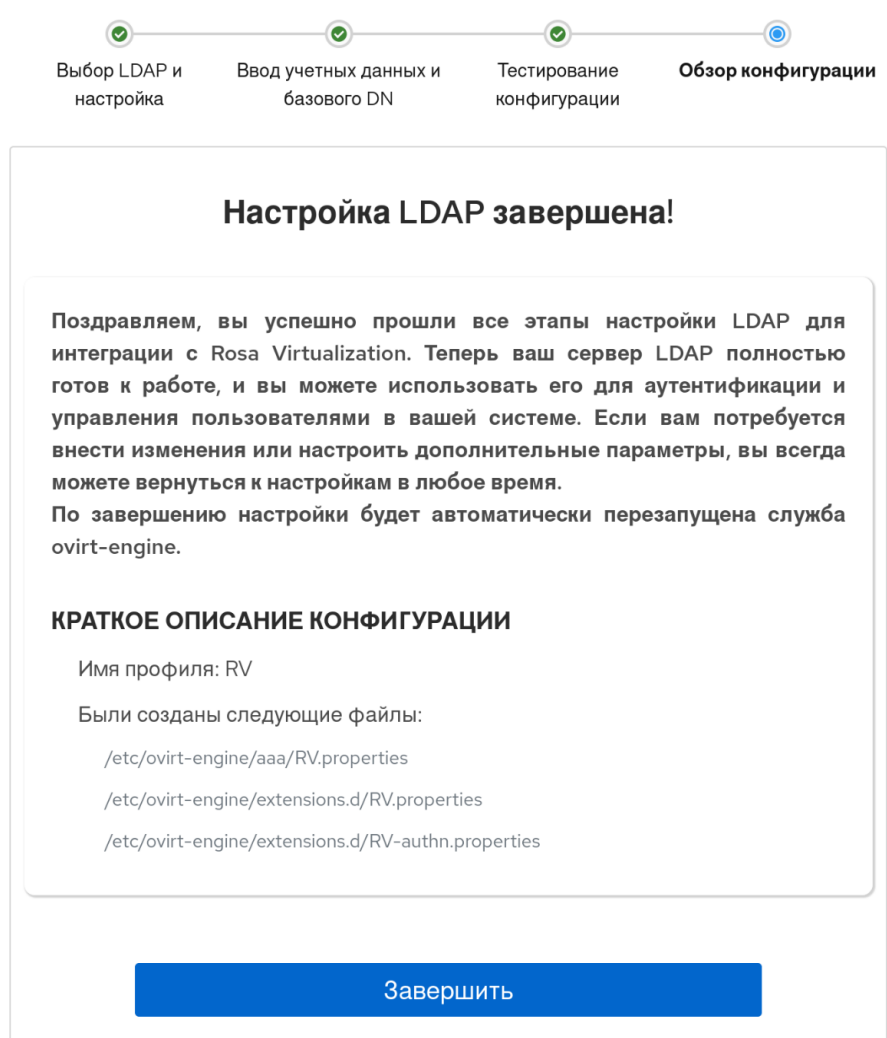 Выбор LDAP и
настройка
Ввод учетных данных и
базового DN
Тестирование
конфигурации
Обзор конфигурации
Настройка LDAP завершена!
Поздравляем, вы успешно прошли все этапы настройки LDAP для
интеграции с Rosa Virtualization. Теперь ваш сервер LDAP полностью
готов к работе, и вы можете использовать его для аутентификации и
управления пользователями в вашей системе. Если вам потребуется
внести изменения или настроить дополнительные параметры, вы всегда
можете вернуться к настройкам в любое время.
По завершению настройки будет автоматически перезапущена служба
ovirt-engine.
КРАТКОЕ ОПИСАНИЕ КОНФИГУРАЦИИ
Имя профиля: RV
Были созданы следующие файлы:
/etc/ovirt-engine/aaa/RV.properties
/etc/ovirt-engine/extensions.d/RV.properties
/etc/ovirt-engine/extensions.d/RV-authn.properties
Завершить